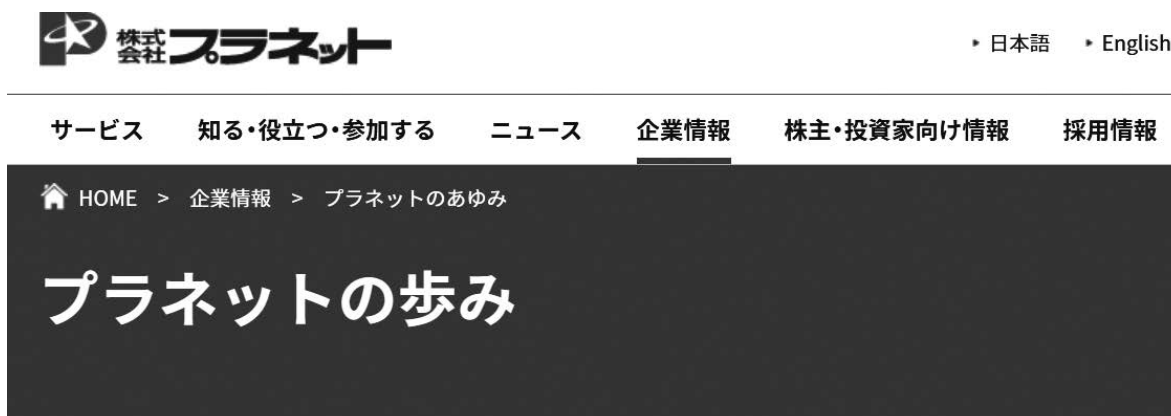 株式会社プラネット
日本語 English
サービス 知る・役立つ・参加する ニュース 企業情報 株主・投資家向け情報 採用情報
HOME > 企業情報 > プラネットのあゆみ
プラネットの歩み